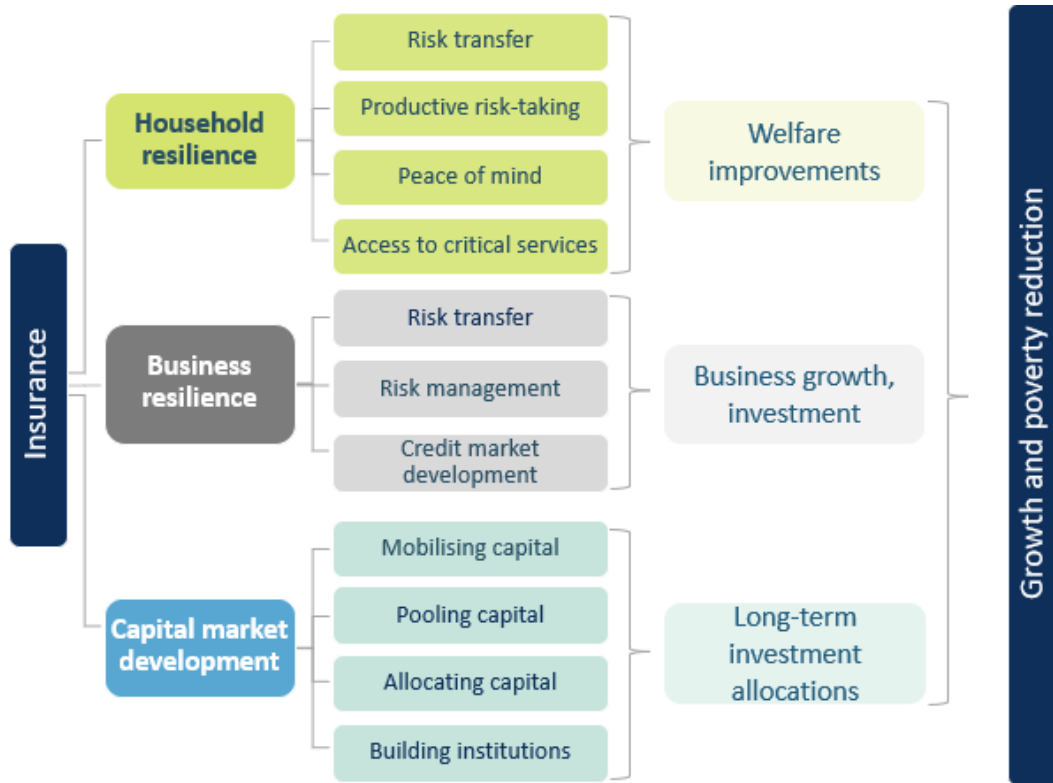 Insurance
Household
resilience
Risk transfer
Productive risk-taking
Peace of mind
Access to critical services
Welfare
improvements
Business
resilience
Risk transfer
Risk management
Credit market
development
Business growth,
investment
Capital market
development
Mobilising capital
Pooling capital
Allocating capital
Building institutions
Long-term
investment
allocations
Growth and poverty reduction